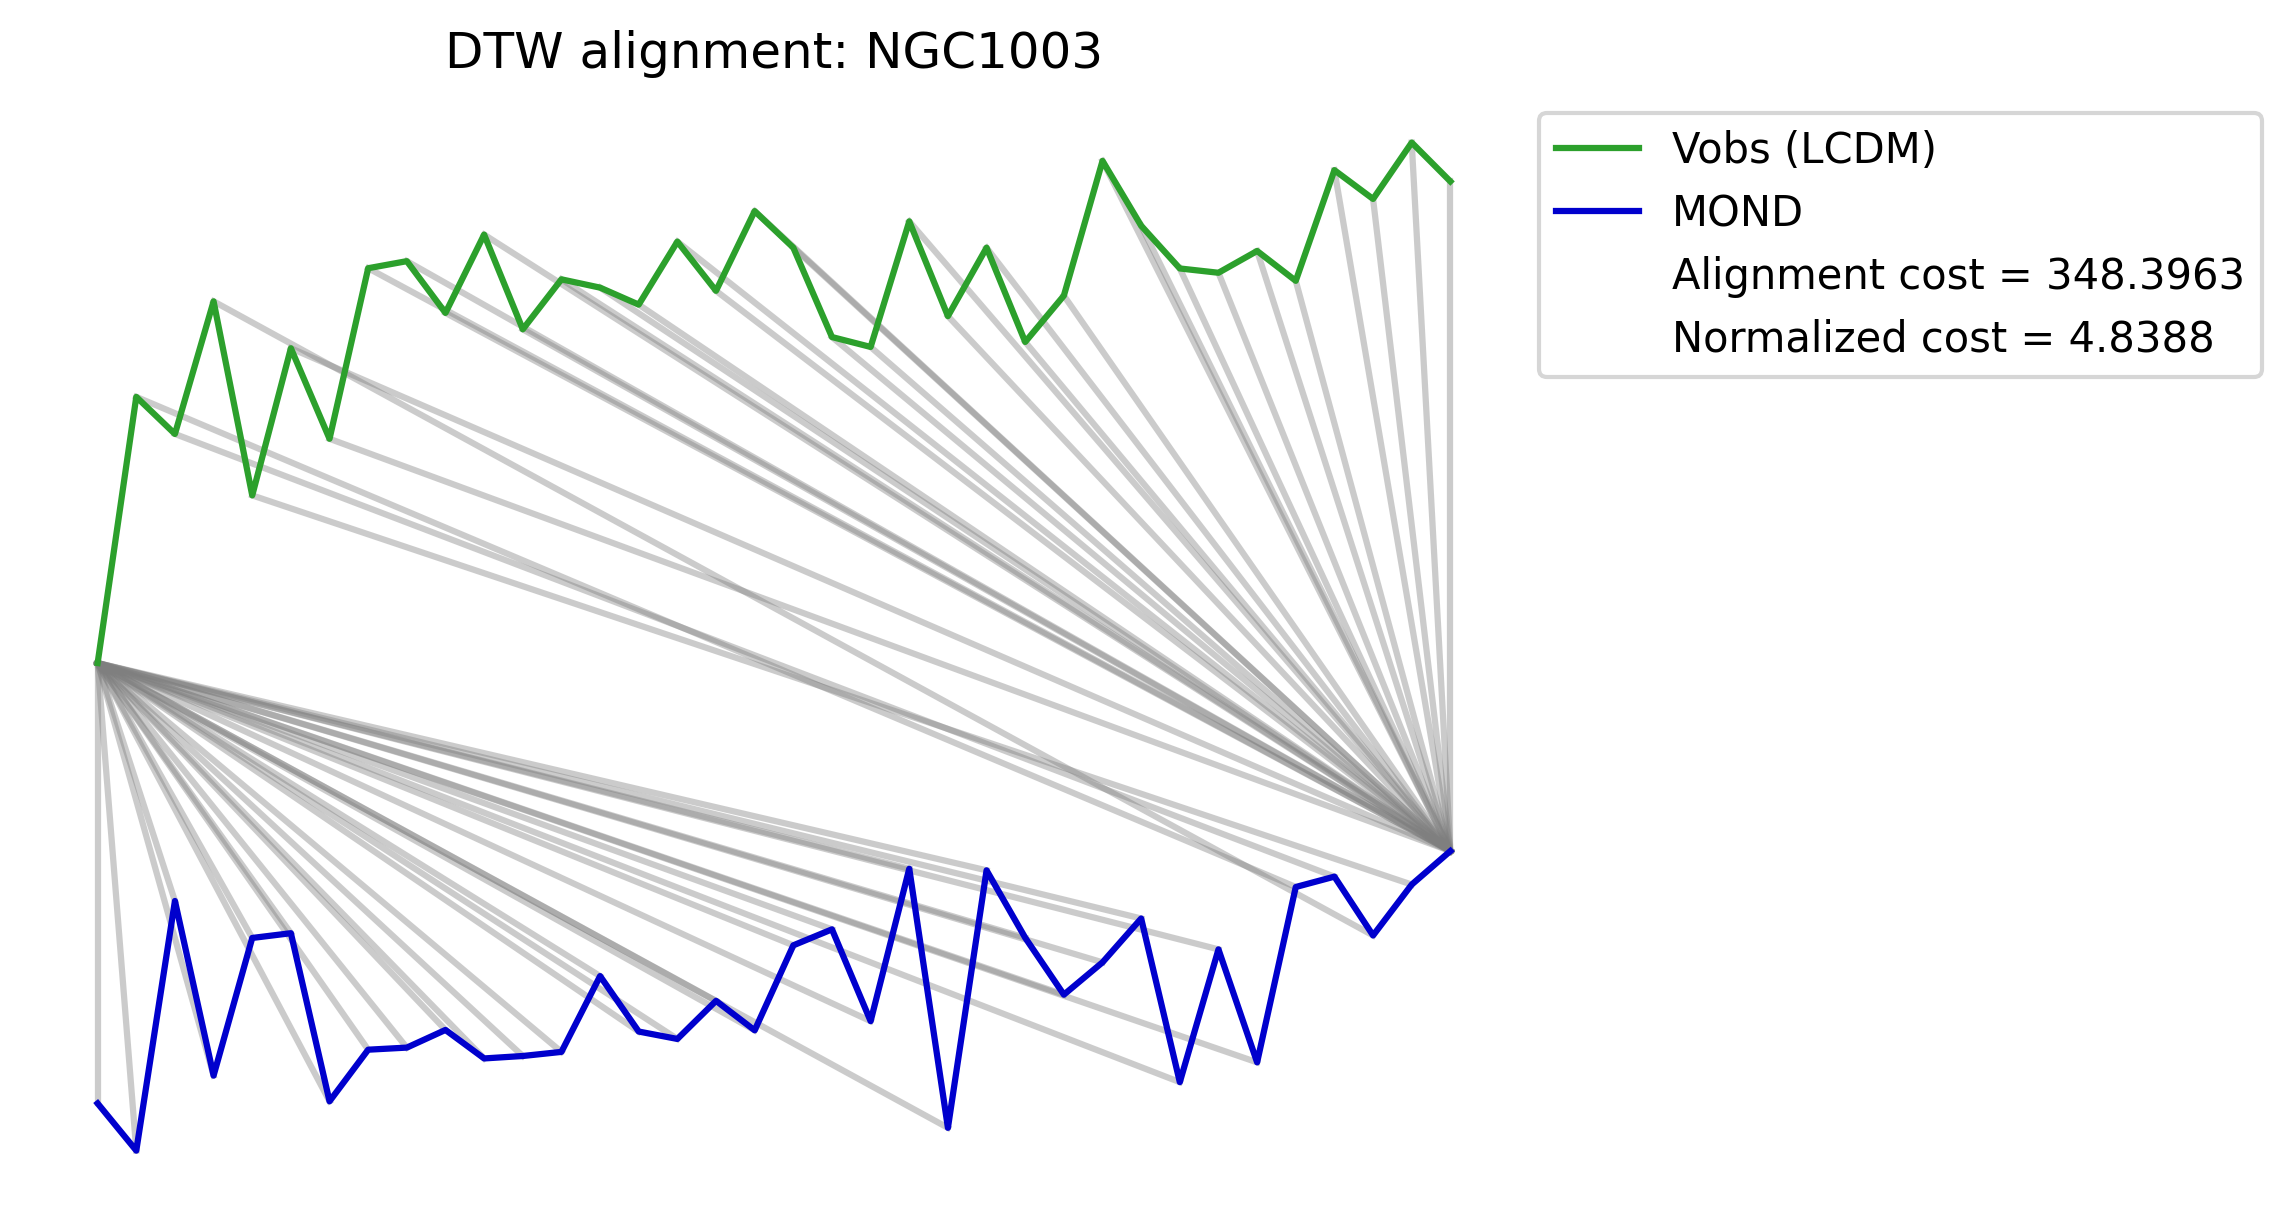 DTW alignment: NGC1003
Vobs (LCDM)
MOND
Alignment cost = 348.3963
Normalized cost = 4.8388